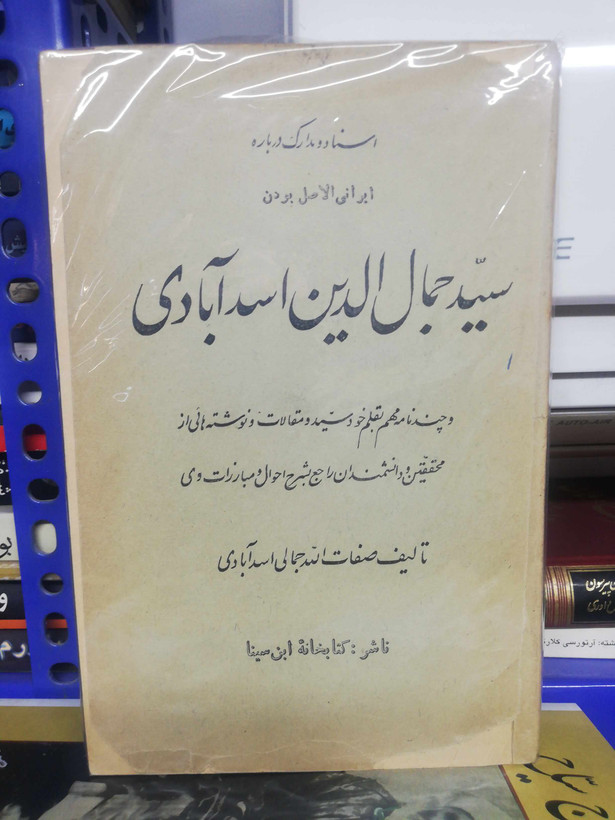 اسناد و مدارک درباره
ایرانی الاصل بودن
سیّد جمال الدین اسدآبادی
و چند نامه مهم بقلم خود سیّد و مقالات و نوشته هائی از
محققین و دانشمندان راجع بشرح احوال و مبارزات وی
تألیف صفات الله جمالی اسدآبادی
ناشر : کتابخانهٔ ابن سینا